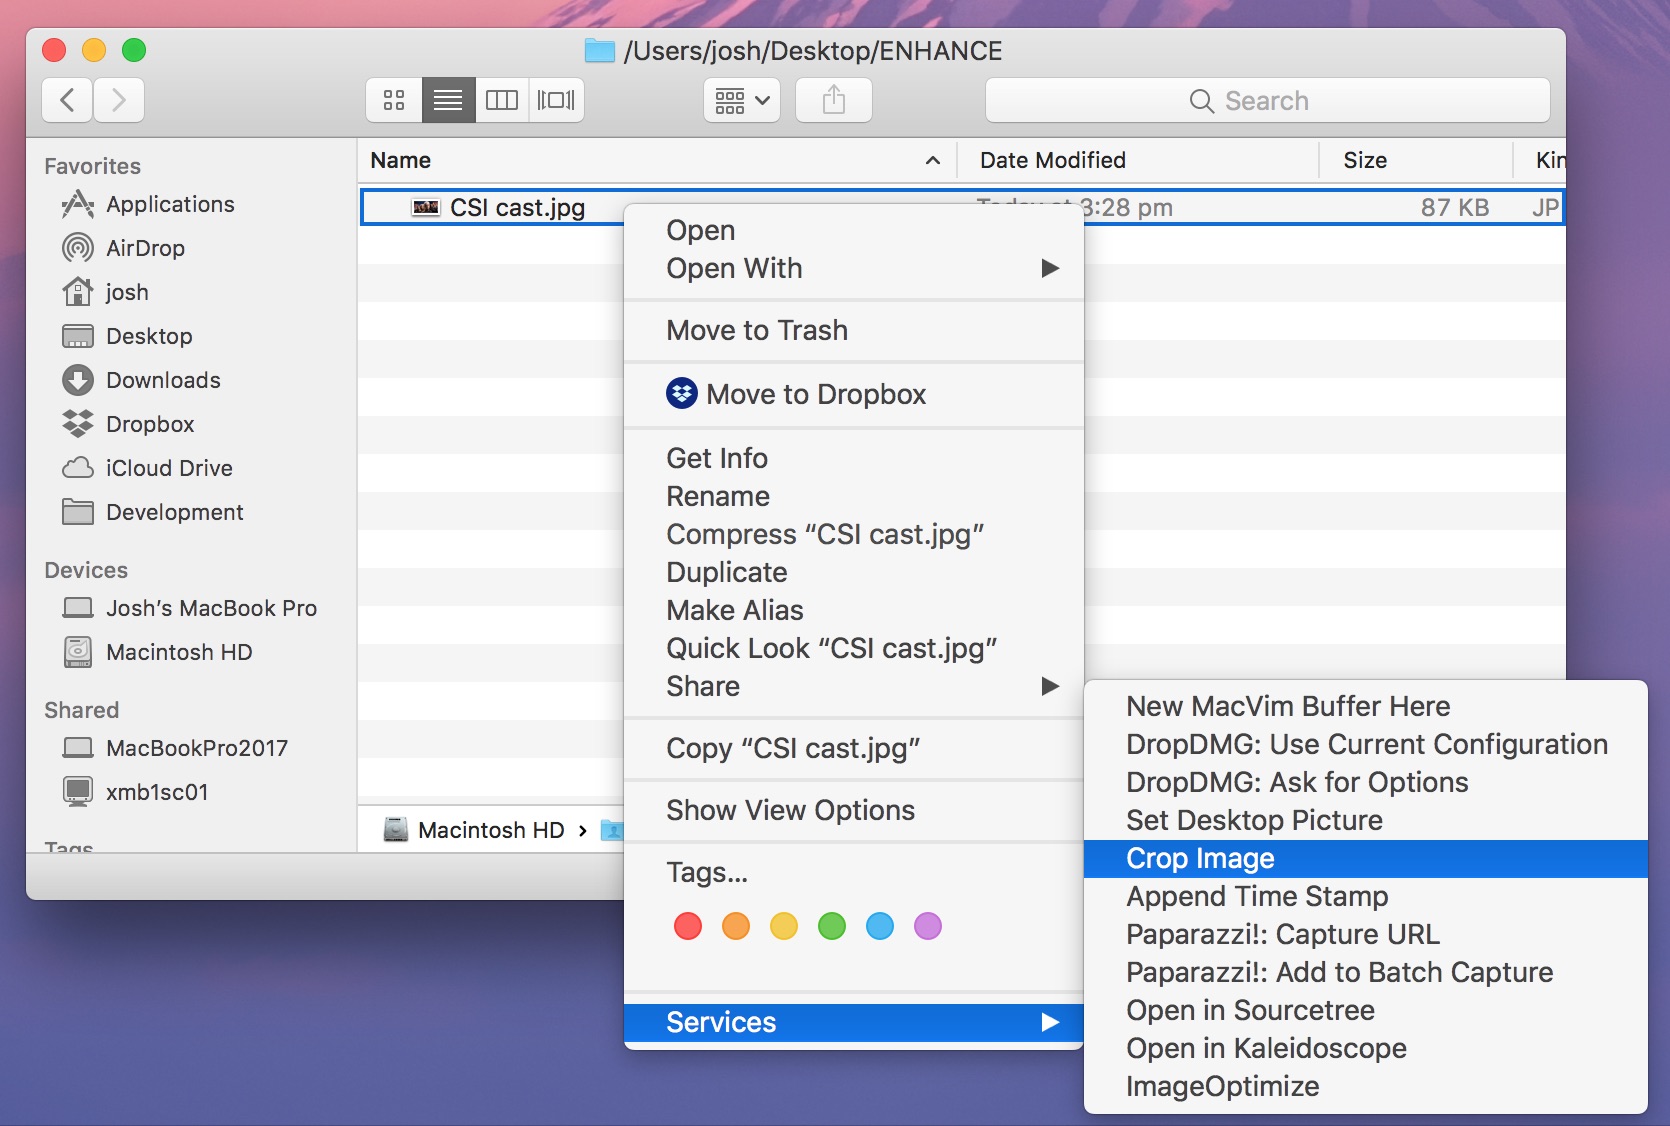 /Users/josh/Desktop/ENHANCE
Search
Favorites
Applications
AirDrop
josh
Desktop
Downloads
Dropbox
iCloud Drive
Development
Devices
Josh's MacBook Pro
Macintosh HD
Shared
MacBookPro2017
xmb1sc01
Tags
Name
Date Modified
Size
Kin
CSI cast.jpg
Today at 3:28 pm
87 KB
JP
Macintosh HD ›
Open
Open With
Move to Trash
Move to Dropbox
Get Info
Rename
Compress “CSI cast.jpg”
Duplicate
Make Alias
Quick Look “CSI cast.jpg”
Share
Copy “CSI cast.jpg”
Show View Options
Tags...
Services
New MacVim Buffer Here
DropDMG: Use Current Configuration
DropDMG: Ask for Options
Set Desktop Picture
Crop Image
Append Time Stamp
Paparazzi!: Capture URL
Paparazzi!: Add to Batch Capture
Open in Sourcetree
Open in Kaleidoscope
ImageOptimize